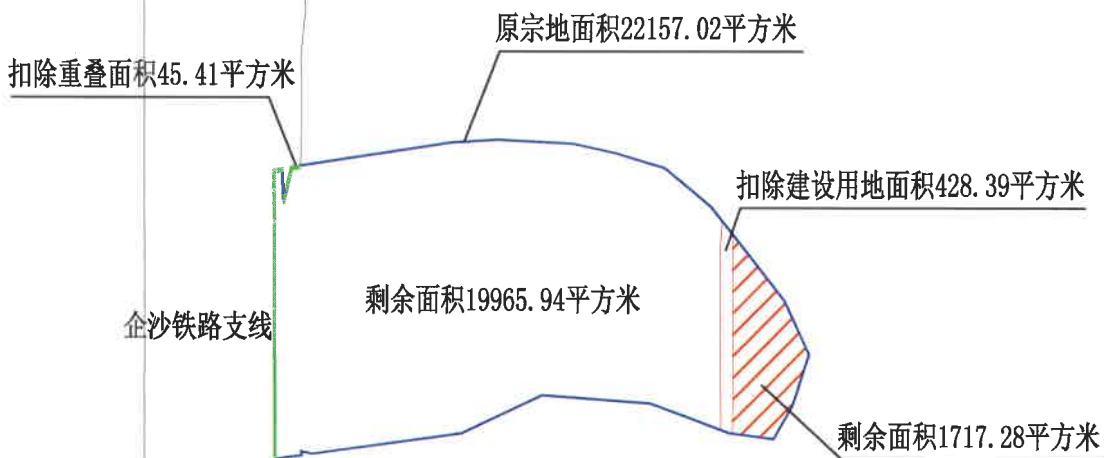 原宗地面积22157.02平方米
扣除重叠面积45.41平方米
扣除建设用地面积428.39平方米
剩余面积19965.94平方米
企沙铁路支线
剩余面积1717.28平方米